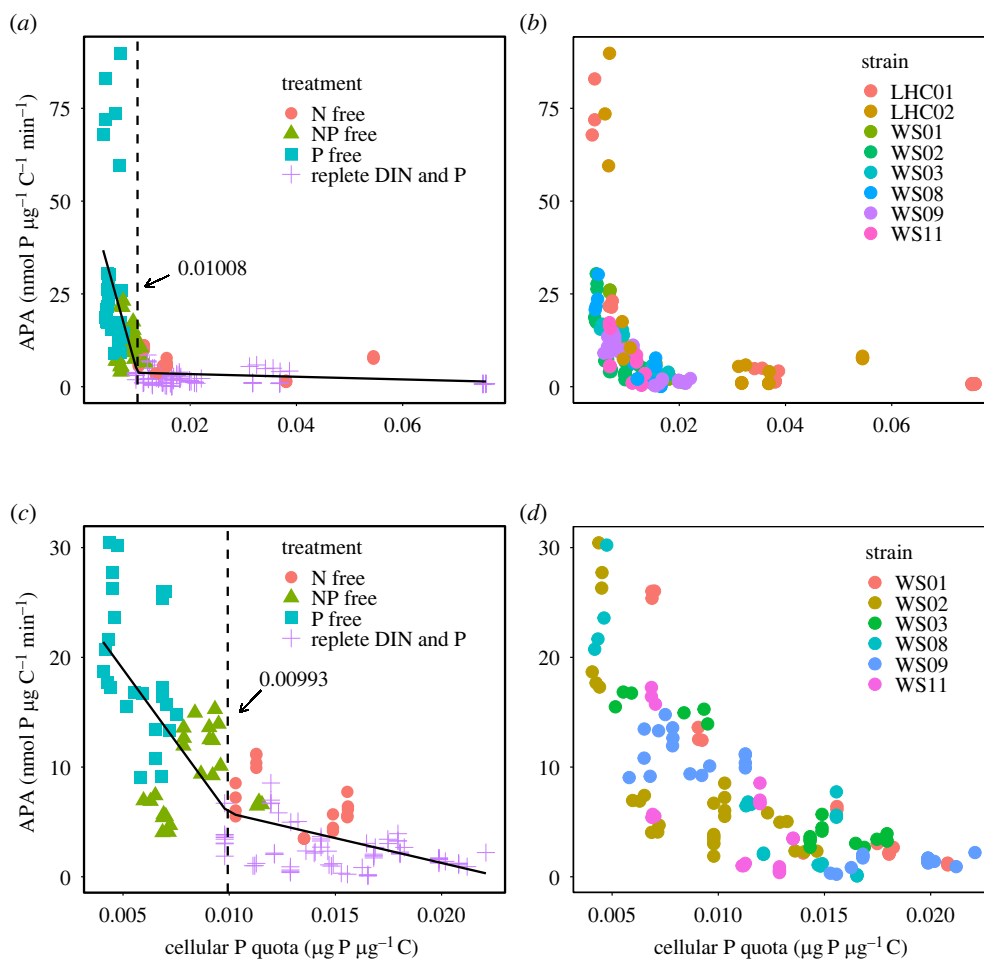 (a)
APA (nmol P µg⁻¹ C⁻¹ min⁻¹)
75
50
25
0
0.02
0.04
0.06
0.01008
treatment
N free
NP free
P free
replete DIN and P
(b)
75
50
25
0
0.02
0.04
0.06
strain
LHC01
LHC02
WS01
WS02
WS03
WS08
WS09
WS11
(c)
APA (nmol P µg C⁻¹ min⁻¹)
30
20
10
0
0.005
0.010
0.015
0.020
cellular P quota (µg P µg⁻¹ C)
0.00993
treatment
N free
NP free
P free
replete DIN and P
(d)
30
20
10
0
0.005
0.010
0.015
0.020
cellular P quota (µg P µg⁻¹ C)
strain
WS01
WS02
WS03
WS08
WS09
WS11